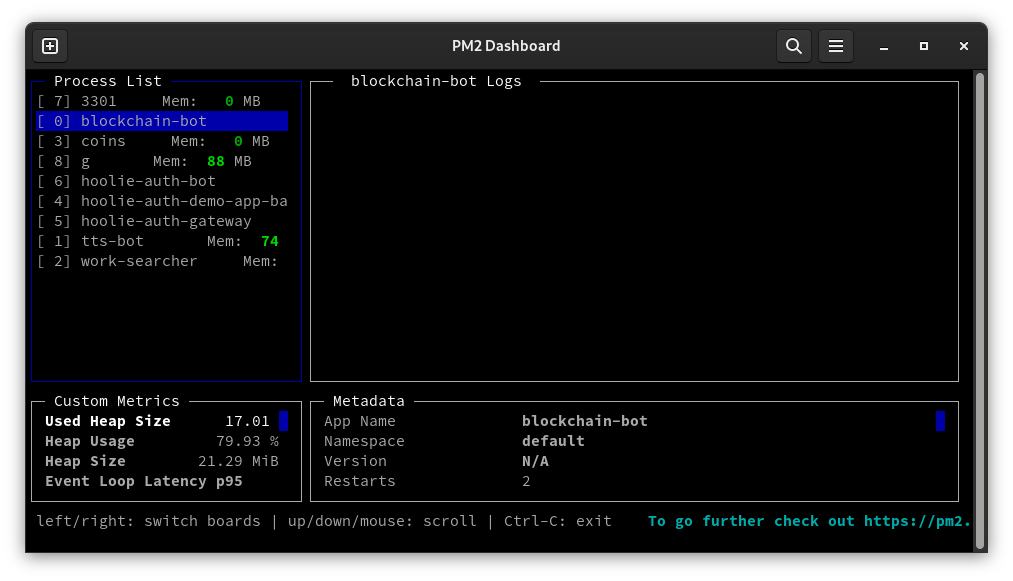 PM2 Dashboard
Process List
[ 7] 3301 Mem: 0 MB
[ 0] blockchain-bot
[ 3] coins Mem: 0 MB
[ 8] g Mem: 88 MB
[ 6] hoolie-auth-bot
[ 4] hoolie-auth-demo-app-ba
[ 5] hoolie-auth-gateway
[ 1] tts-bot Mem: 74
[ 2] work-searcher Mem:
blockchain-bot Logs
Custom Metrics
Used Heap Size 17.01
Heap Usage 79.93 %
Heap Size 21.29 MiB
Event Loop Latency p95
Metadata
App Name blockchain-bot
Namespace default
Version N/A
Restarts 2
left/right: switch boards | up/down/mouse: scroll | Ctrl-C: exit To go further check out https://pm2.